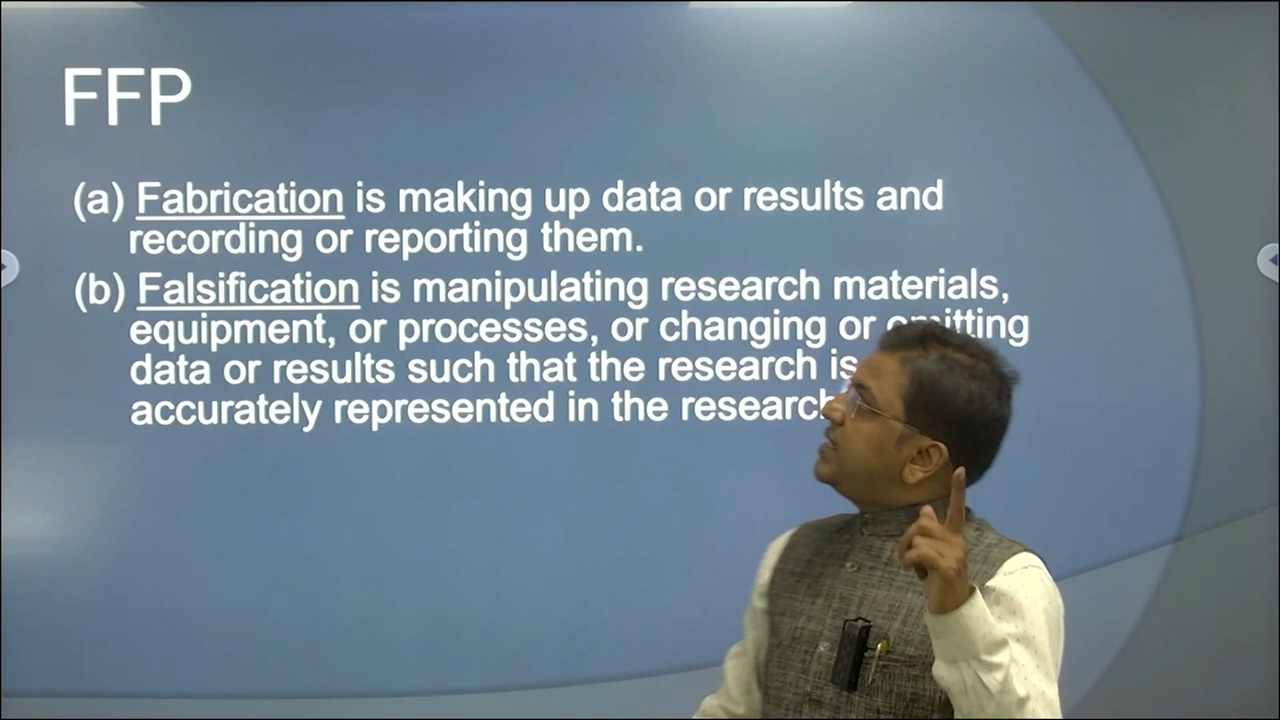 FFP
(a) Fabrication is making up data or results and
recording or reporting them.
(b) Falsification is manipulating research materials,
equipment, or processes, or changing or omitting
data or results such that the research is
accurately represented in the research